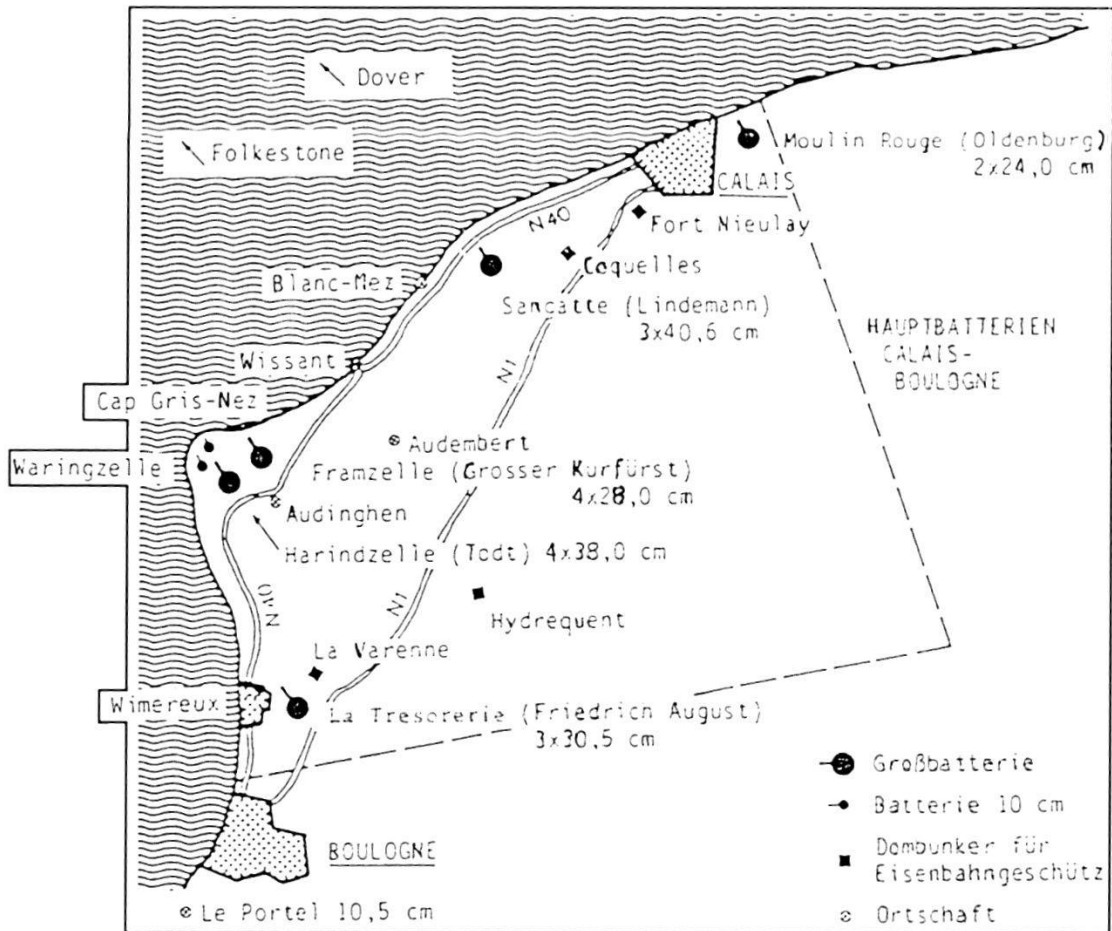 Dover
Folkestone
Moulin Rouge (Oldenburg)
2x24,0 cm
CALAIS
N40
Fort Nieulay
Coquelles
Blanc-Mez
Sancatte (Lindemann)
3x40,6 cm
HAUPTBATTERIEN
CALAIS-
BOULOGNE
Wissant
N1
Cap Gris-Nez
Audembert
Waringzelle
Framzelle (Grosser Kurfürst)
4x28,0 cm
Audinghen
Harindzelle (Todt) 4x38,0 cm
N40
N1
Hydrequent
La Varenne
Wimereux
La Tresorerie (Friedrich August)
3x30,5 cm
Großbatterie
Batterie 10 cm
BOULOGNE
Dombunker für
Eisenbahngeschütz
Le Portel 10,5 cm
Ortschaft